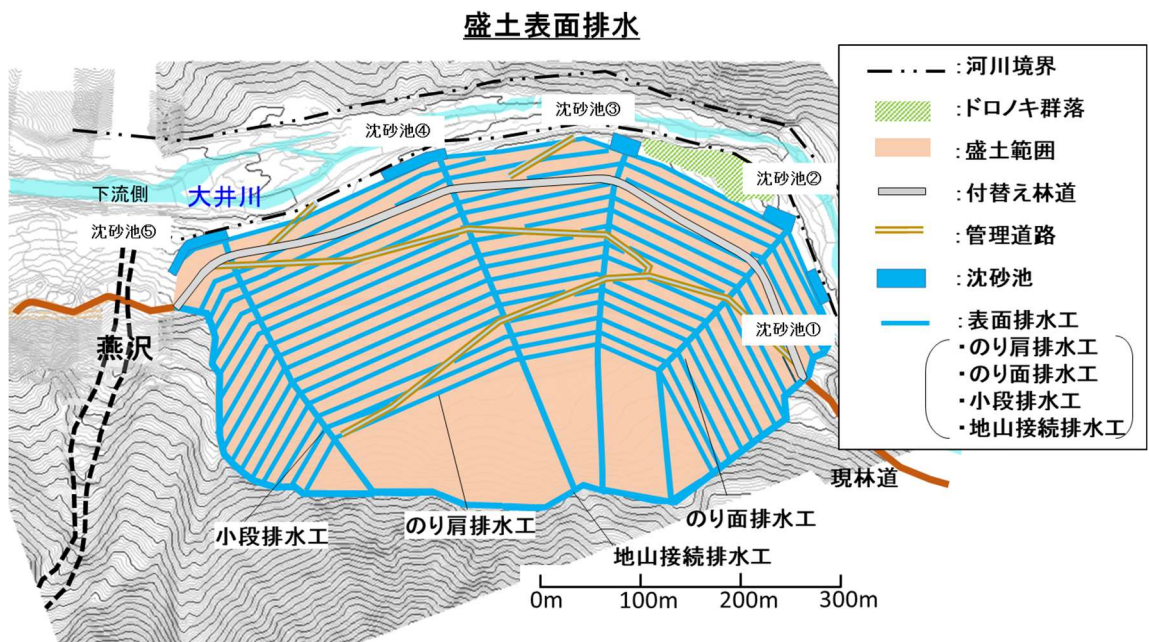 盛土表面排水
：河川境界
：ドロノキ群落
：盛土範囲
：付替え林道
：管理道路
：沈砂池
：表面排水工
・のり肩排水工
・のり面排水工
・小段排水工
・地山接続排水工
沈砂池③
沈砂池④
沈砂池②
下流側
大井川
沈砂池⑤
沈砂池①
燕沢
現林道
小段排水工
のり肩排水工
のり面排水工
地山接続排水工
0m 100m 200m 300m